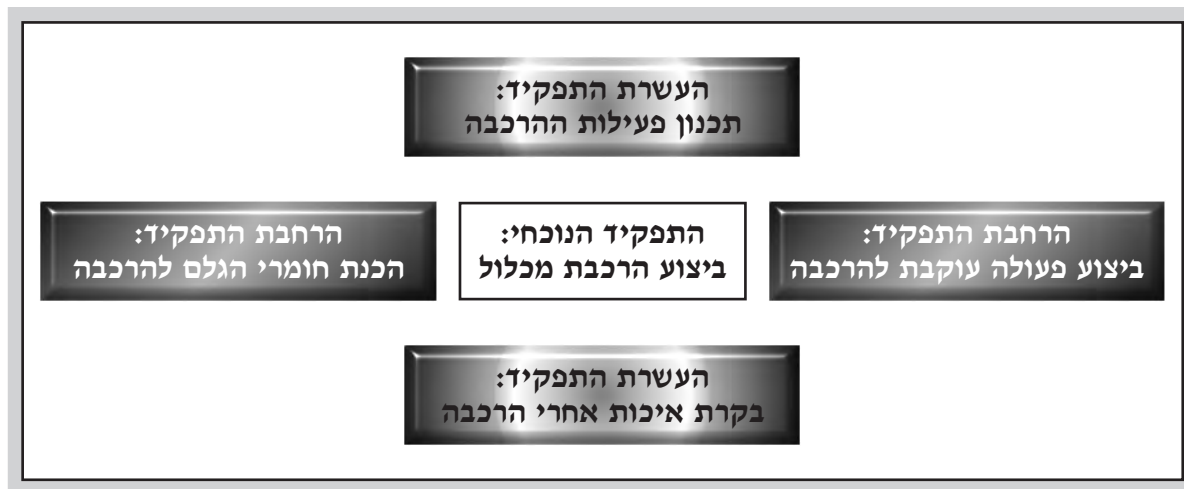 העשרת התפקיד:
תכנון פעילות ההרכבה
הרחבת התפקיד:
ביצוע פעולה עוקבת להרכבה
התפקיד הנוכחי:
ביצוע הרכבת מכלול
הרחבת התפקיד:
הכנת חומרי הגלם להרכבה
העשרת התפקיד:
בקרת איכות אחרי הרכבה